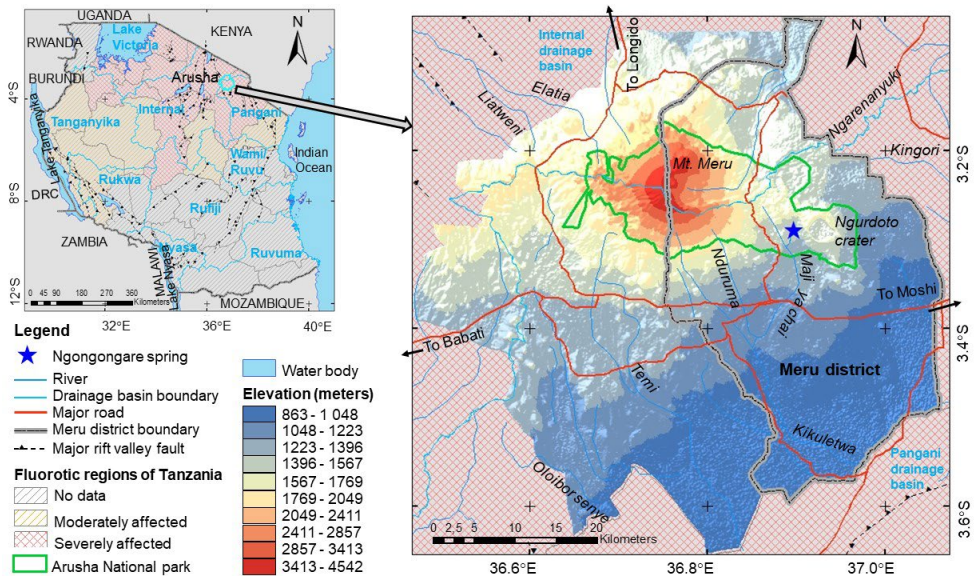 UGANDA
N
Lake
Victoria
KENYA
RWANDA
Arusha
BURUNDI
4°S
Internal
Pangani
Tanganyika
Lake Tanganyika
Wami/
Ruvu
Indian
Ocean
DRC
Rukwa
8°S
Rufiji
ZAMBIA
Nyasa
Ruvuma
MALAWI
Lake Nyasa
12°S
0 45 90 180 270 360
Kilometers
MOZAMBIQUE
32°E
36°E
40°E
Legend
Ngongongare spring
River
Drainage basin boundary
Major road
Meru district boundary
Major rift valley fault
Fluorotic regions of Tanzania
No data
Moderately affected
Severely affected
Arusha National park
Water body
Elevation (meters)
863 - 1 048
1048 - 1223
1223 - 1396
1396 - 1567
1567 - 1769
1769 - 2049
2049 - 2411
2411 - 2857
2857 - 3413
3413 - 4542
Internal
drainage
basin
To Longido
N
Elatia
Liatweni
Ngarenanyuki
Kingori
3.2°S
Mt. Meru
Ngurdoto
crater
Nduruma
Maji ya chai
To Moshi
To Babati
3.4°S
Temi
Meru district
Kikuletwa
Pangani
drainage
basin
Oloibor senye
3.6°S
0 2,5 5 10 15 20
Kilometers
36.6°E
36.8°E
37.0°E